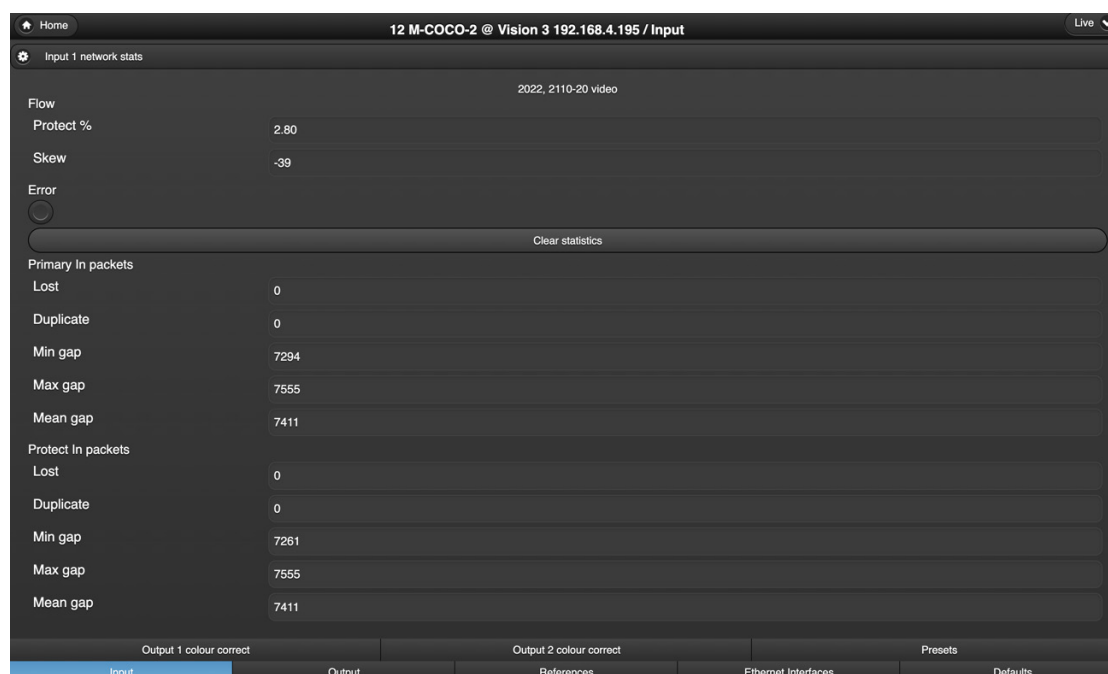 Home
12 M-COCO-2 @ Vision 3 192.168.4.195 / Input
Live
Input 1 network stats
2022, 2110-20 video
Flow
Protect % 2.80
Skew -39
Error
Clear statistics
Primary In packets
Lost 0
Duplicate 0
Min gap 7294
Max gap 7555
Mean gap 7411
Protect In packets
Lost 0
Duplicate 0
Min gap 7261
Max gap 7555
Mean gap 7411
Output 1 colour correct Output 2 colour correct Presets
Input Output References Ethernet Interfaces Defaults